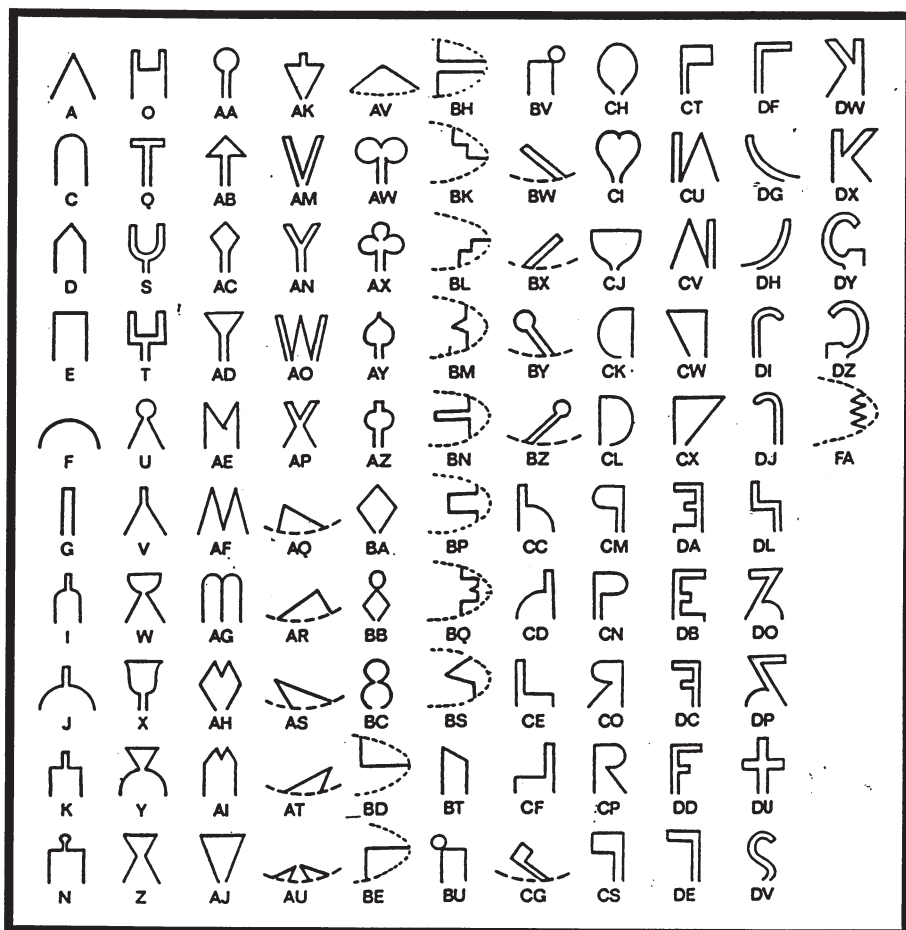 A O AA AK AV BH BV CH CT DF DW
C Q AB AM AW BK BW CI CU DG DX
D S AC AN AX BL BX CJ CV DH DY
E T AD AO AY BM BY CK CW DI DZ
F U AE AP AZ BN BZ CL CX DJ FA
G V AF AQ BA BP CC CM DA DL
I W AG AR BB BQ CD CN DB DO
J X AH AS BC BS CE CO DC DP
K Y AI AT BD BT CF CP DD DU
N Z AJ AU BE BU CG CS DE DV